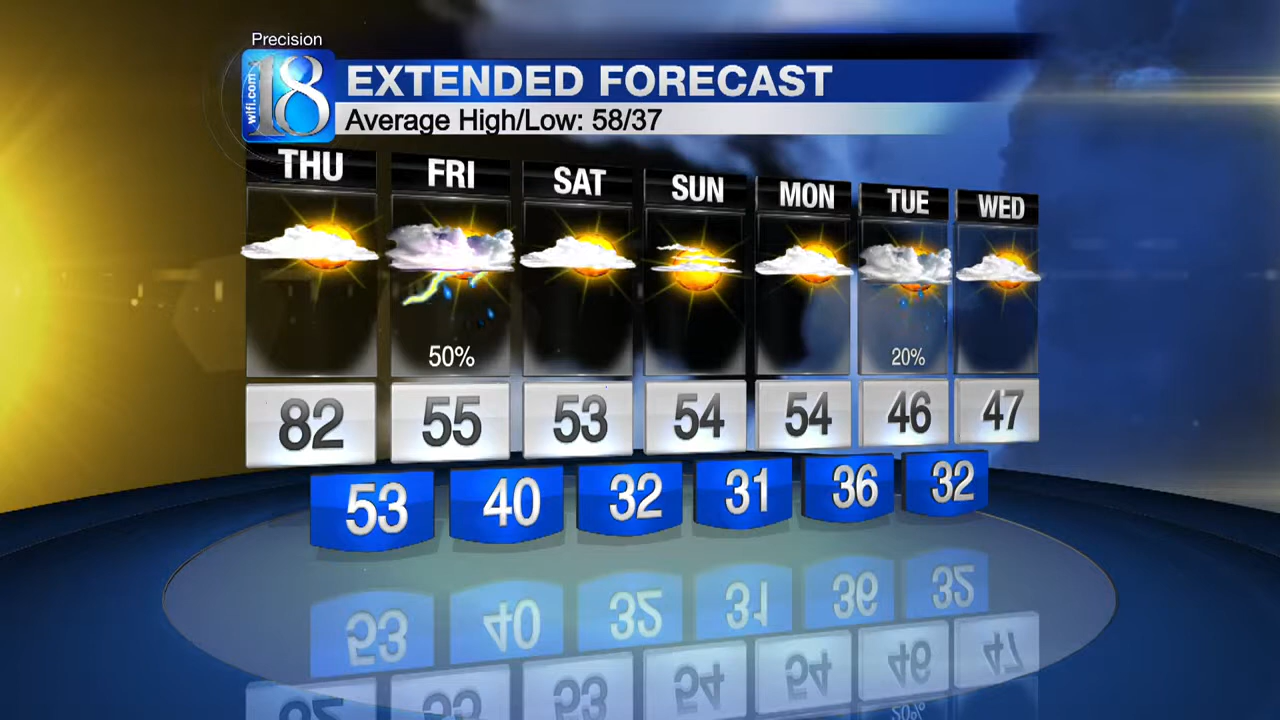 Precision
wlfi.com
18
EXTENDED FORECAST
Average High/Low: 58/37
THU FRI SAT SUN MON TUE WED
50% 20%
82 55 53 54 54 46 47
53 40 32 31 36 32